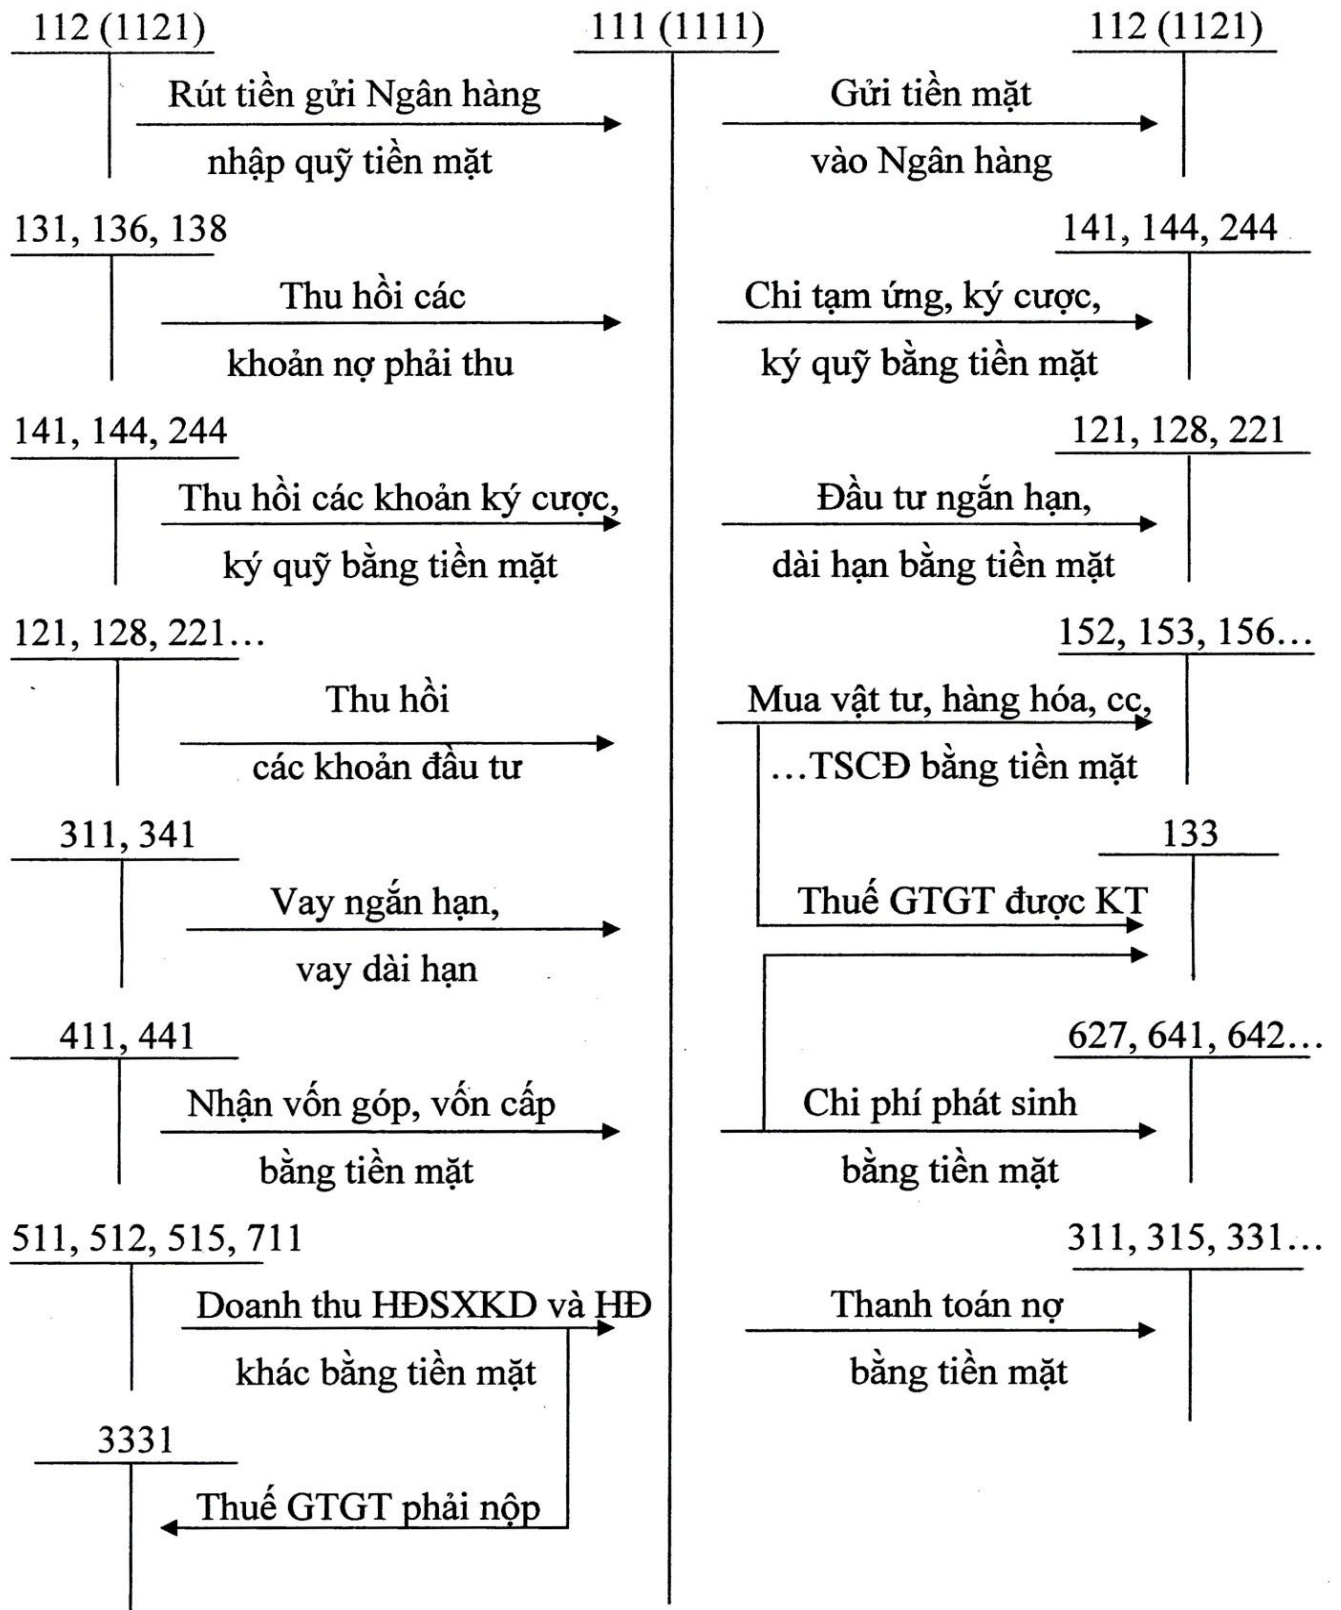 112 (1121)
111 (1111)
112 (1121)
Rút tiền gửi Ngân hàng
nhập quỹ tiền mặt
Gửi tiền mặt
vào Ngân hàng
131, 136, 138
141, 144, 244
Thu hồi các
khoản nợ phải thu
Chi tạm ứng, ký cược,
ký quỹ bằng tiền mặt
141, 144, 244
121, 128, 221
Thu hồi các khoản ký cược,
ký quỹ bằng tiền mặt
Đầu tư ngắn hạn,
dài hạn bằng tiền mặt
121, 128, 221...
152, 153, 156...
Thu hồi
các khoản đầu tư
Mua vật tư, hàng hóa, cc,
...TSCĐ bằng tiền mặt
311, 341
133
Vay ngắn hạn,
vay dài hạn
Thuế GTGT được KT
411, 441
627, 641, 642...
Nhận vốn góp, vốn cấp
bằng tiền mặt
Chi phí phát sinh
bằng tiền mặt
511, 512, 515, 711
311, 315, 331...
Doanh thu HĐSXKD và HĐ
khác bằng tiền mặt
Thanh toán nợ
bằng tiền mặt
3331
Thuế GTGT phải nộp